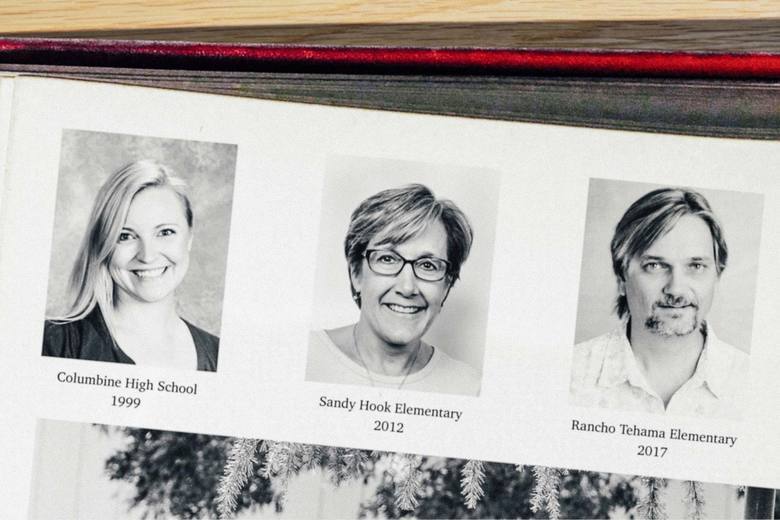 Columbine High School
1999
Sandy Hook Elementary
2012
Rancho Tehama Elementary
2017